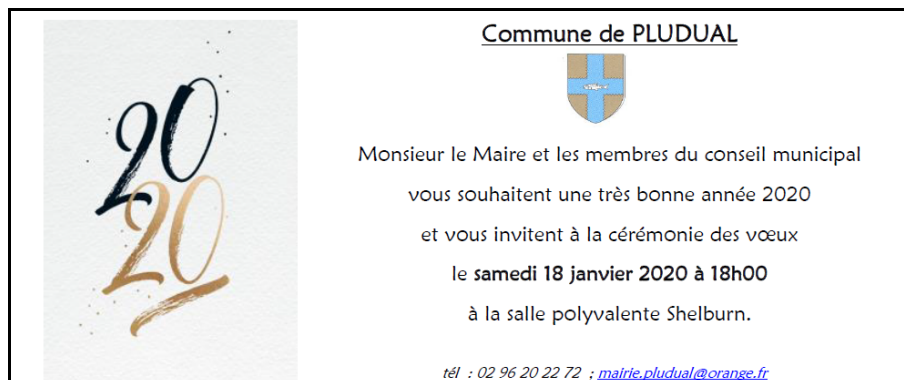 20
20
Commune de PLUDUAL
Monsieur le Maire et les membres du conseil municipal
vous souhaitent une très bonne année 2020
et vous invitent à la cérémonie des vœux
le samedi 18 janvier 2020 à 18h00
à la salle polyvalente Shelburn.
tél : 02 96 20 22 72 ; mairie.pludual@orange.fr